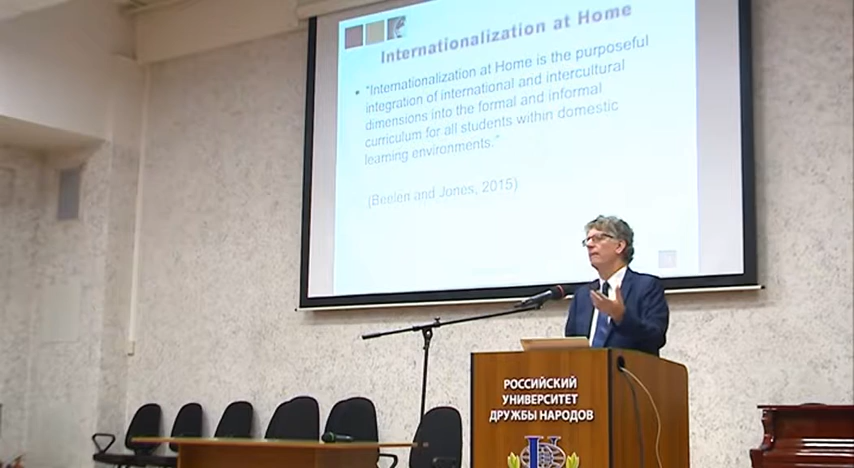 Internationalization at Home
"Internationalization at Home is the purposeful
integration of international and intercultural
dimensions into the formal and informal
curriculum for all students within domestic
learning environments."
(Beelen and Jones, 2015)
РОССИЙСКИЙ
УНИВЕРСИТЕТ
ДРУЖБЫ НАРОДОВ